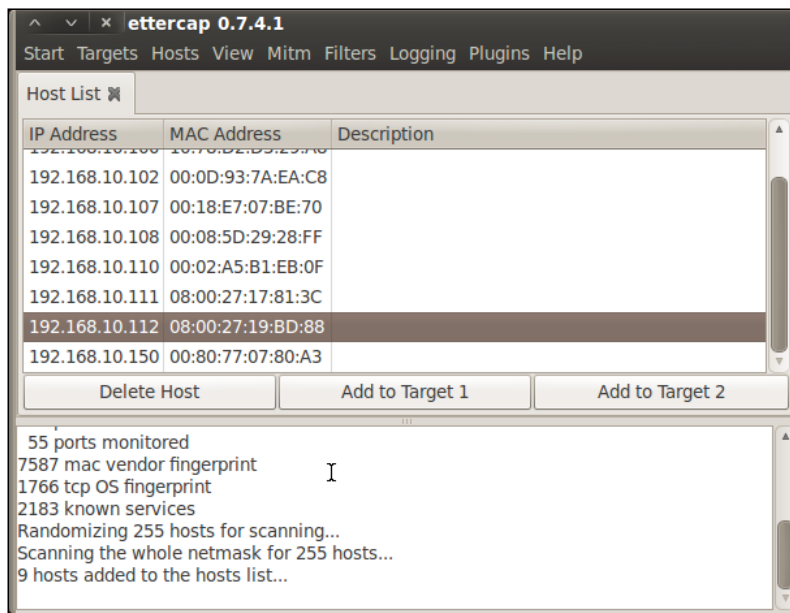 ettercap 0.7.4.1
Start Targets Hosts View Mitm Filters Logging Plugins Help
Host List
IP Address MAC Address Description
192.168.10.102 00:0D:93:7A:EA:C8
192.168.10.107 00:18:E7:07:BE:70
192.168.10.108 00:08:5D:29:28:FF
192.168.10.110 00:02:A5:B1:EB:0F
192.168.10.111 08:00:27:17:81:3C
192.168.10.112 08:00:27:19:BD:88
192.168.10.150 00:80:77:07:80:A3
Delete Host Add to Target 1 Add to Target 2
55 ports monitored
7587 mac vendor fingerprint
1766 tcp OS fingerprint
2183 known services
Randomizing 255 hosts for scanning...
Scanning the whole netmask for 255 hosts...
9 hosts added to the hosts list...